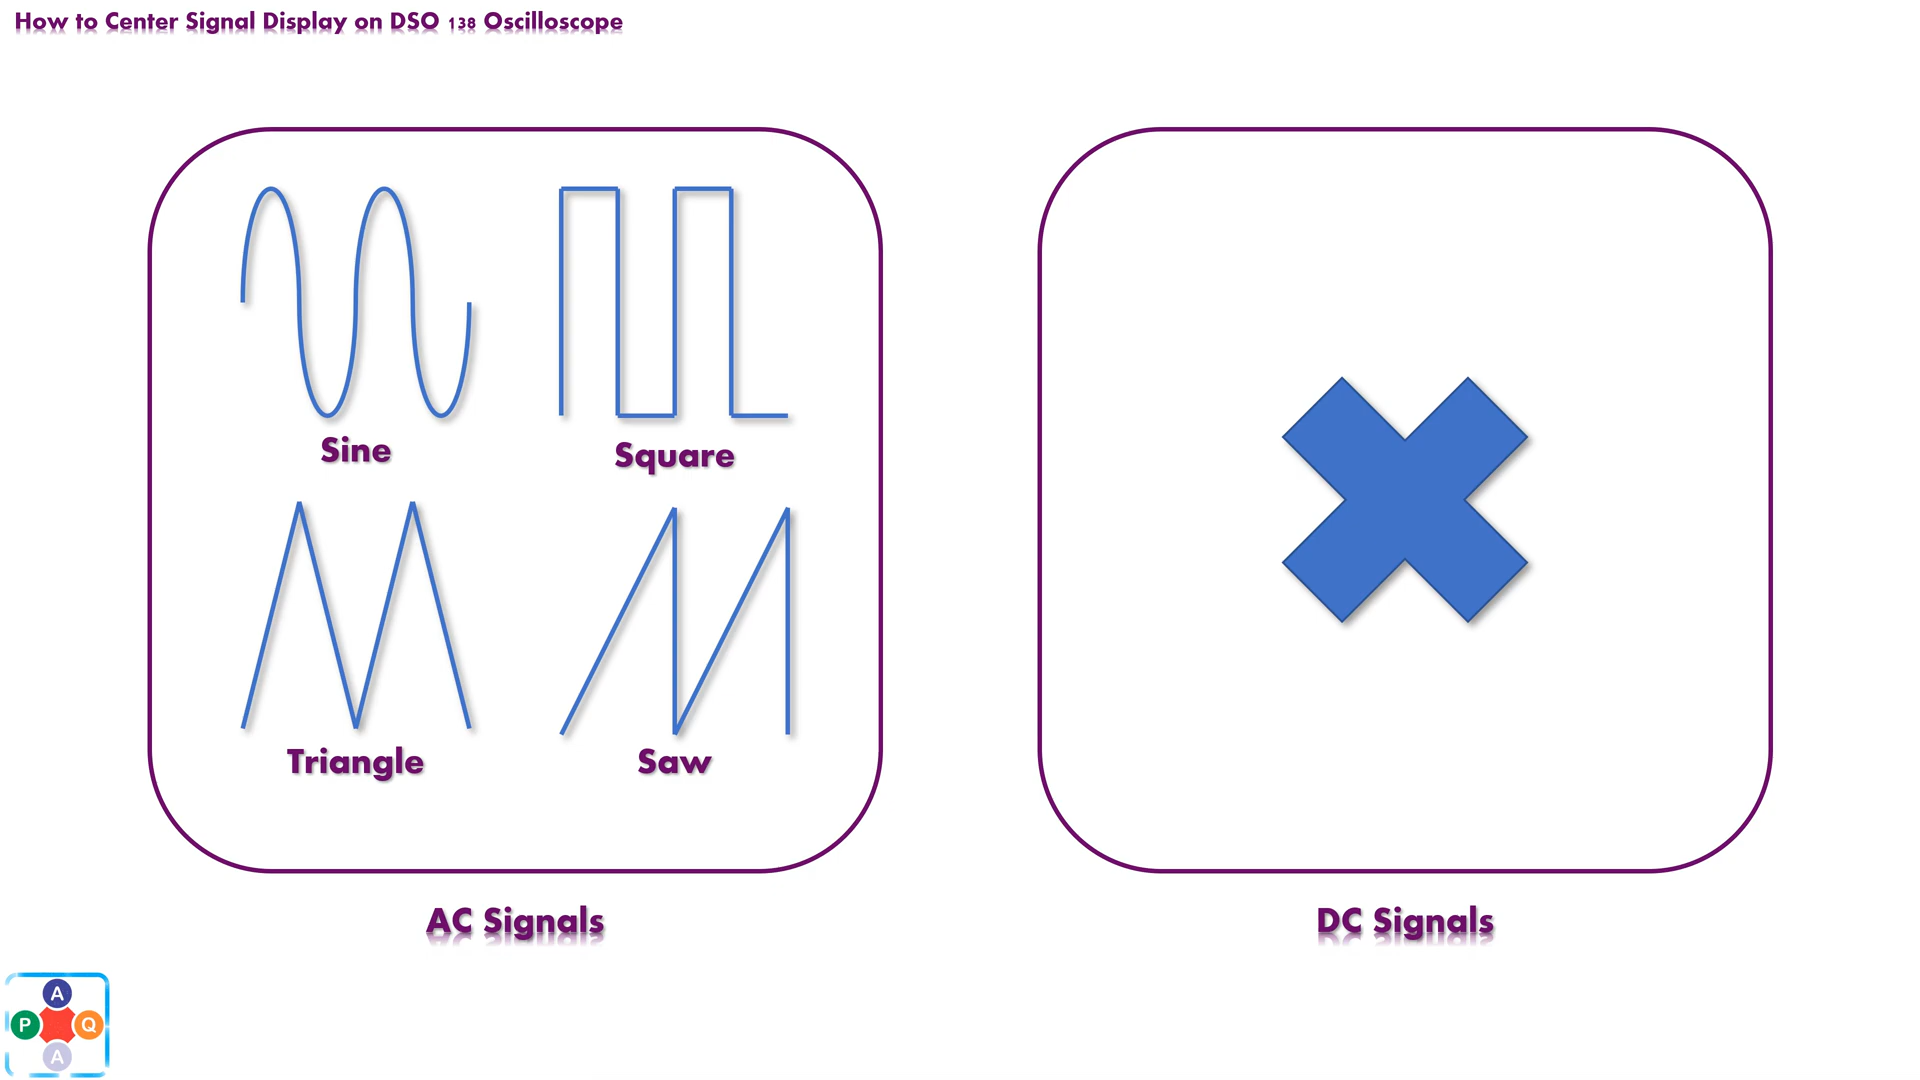 How to Center Signal Display on DSO 138 Oscilloscope
Sine
Square
Triangle
Saw
AC Signals
DC Signals
A
P
Q
A